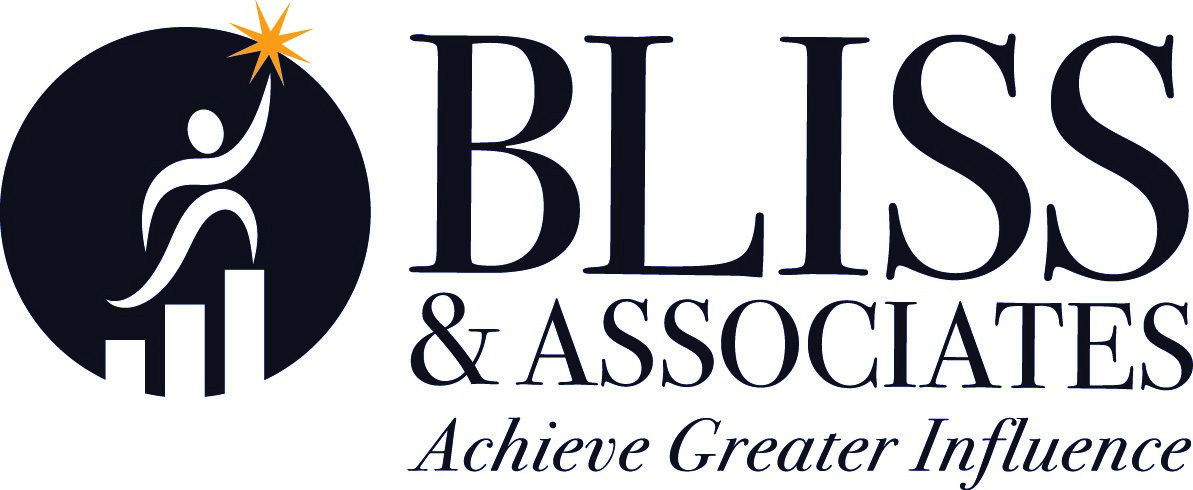 BLISS
& ASSOCIATES
Achieve Greater Influence